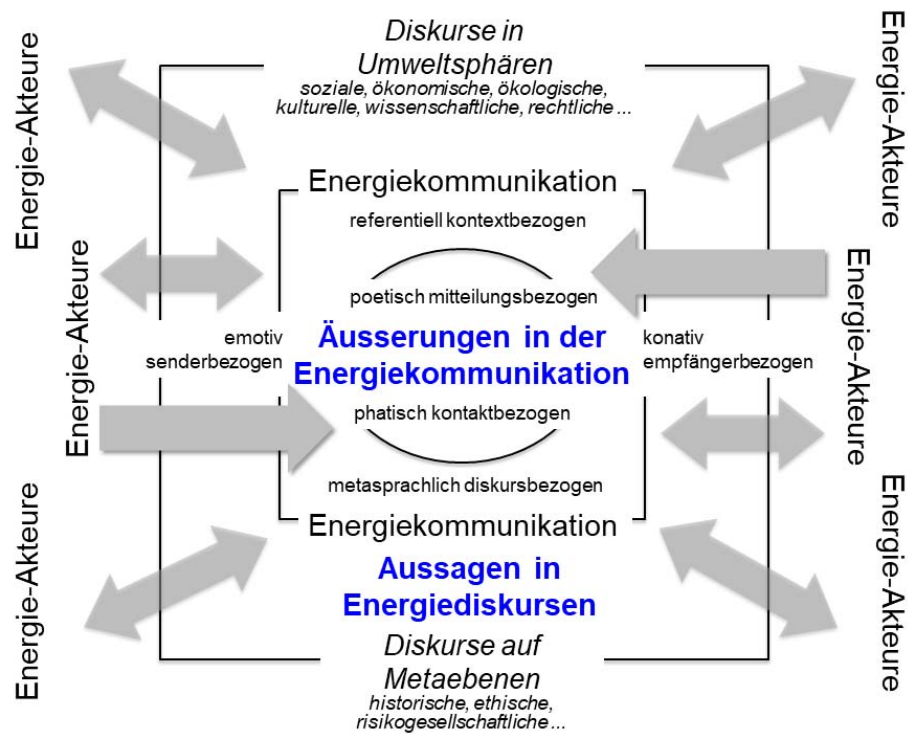 Energie-Akteure
Energie-Akteure
Energie-Akteure
Diskurse in
Umweltsphären
soziale, ökonomische, ökologische,
kulturelle, wissenschaftliche, rechtliche ...
Energiekommunikation
referentiell kontextbezogen
poetisch mitteilungsbezogen
emotiv
senderbezogen
Äusserungen in der
Energiekommunikation
konativ
empfängerbezogen
phatisch kontaktbezogen
metasprachlich diskursbezogen
Energiekommunikation
Aussagen in
Energiediskursen
Diskurse auf
Metaebenen
historische, ethische,
risikogesellschaftliche ...
Energie-Akteure
Energie-Akteure
Energie-Akteure